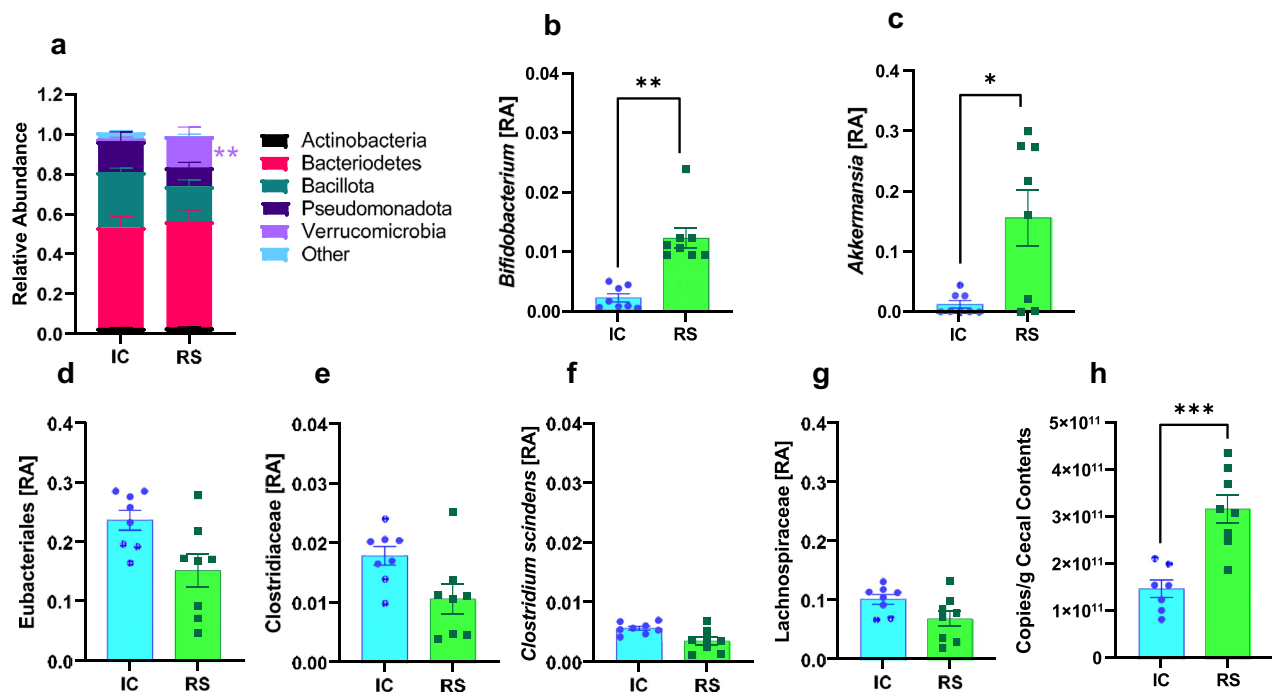 a
Relative Abundance
1.2
1.0
0.8
0.6
0.4
0.2
0.0
**
IC RS
Actinobacteria
Bacteriodetes
Bacillota
Pseudomonadota
Verrucomicrobia
Other
b
Bifidobacterium [RA]
0.04
0.03
0.02
0.01
0.00
**
IC RS
c
Akkermansia [RA]
0.4
0.3
0.2
0.1
0.0
*
IC RS
d
Eubacteriales [RA]
0.4
0.3
0.2
0.1
0.0
IC RS
e
Clostridiaceae [RA]
0.04
0.03
0.02
0.01
0.00
IC RS
f
Clostridium scindens [RA]
0.04
0.03
0.02
0.01
0.00
IC RS
g
Lachnospiraceae [RA]
0.4
0.3
0.2
0.1
0.0
IC RS
h
Copies/g Cecal Contents
5×10¹¹
4×10¹¹
3×10¹¹
2×10¹¹
1×10¹¹
0
***
IC RS